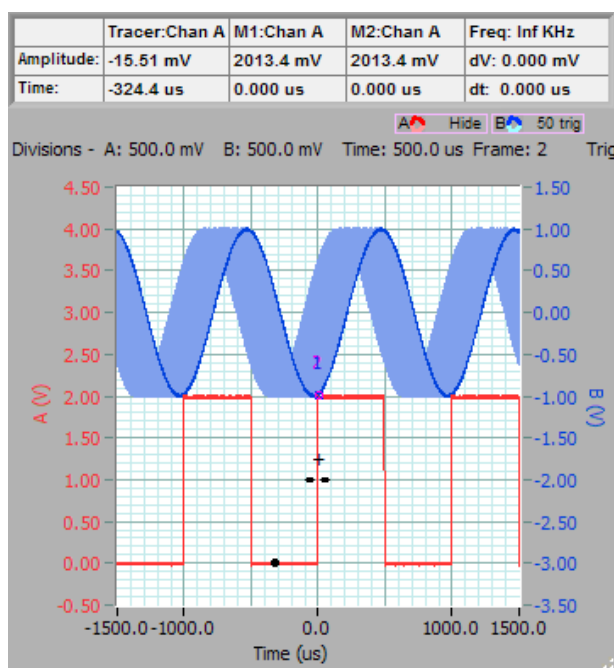 Tracer:Chan A M1:Chan A M2:Chan A Freq: Inf KHz
Amplitude: -15.51 mV 2013.4 mV 2013.4 mV dV: 0.000 mV
Time: -324.4 us 0.000 us 0.000 us dt: 0.000 us
A Hide B 50 trig
Divisions - A: 500.0 mV B: 500.0 mV Time: 500.0 us Frame: 2 Trig
4.50 1.50
4.00 1.00
3.50 0.50
3.00 0.00
2.50 -0.50
1
2.00 -1.00
A (V) B (V)
1.50 -1.50
1.00 -2.00
0.50 -2.50
0.00 -3.00
-0.50 -3.50
-1500.0 -1000.0 0.0 1000.0 1500.0
Time (us)